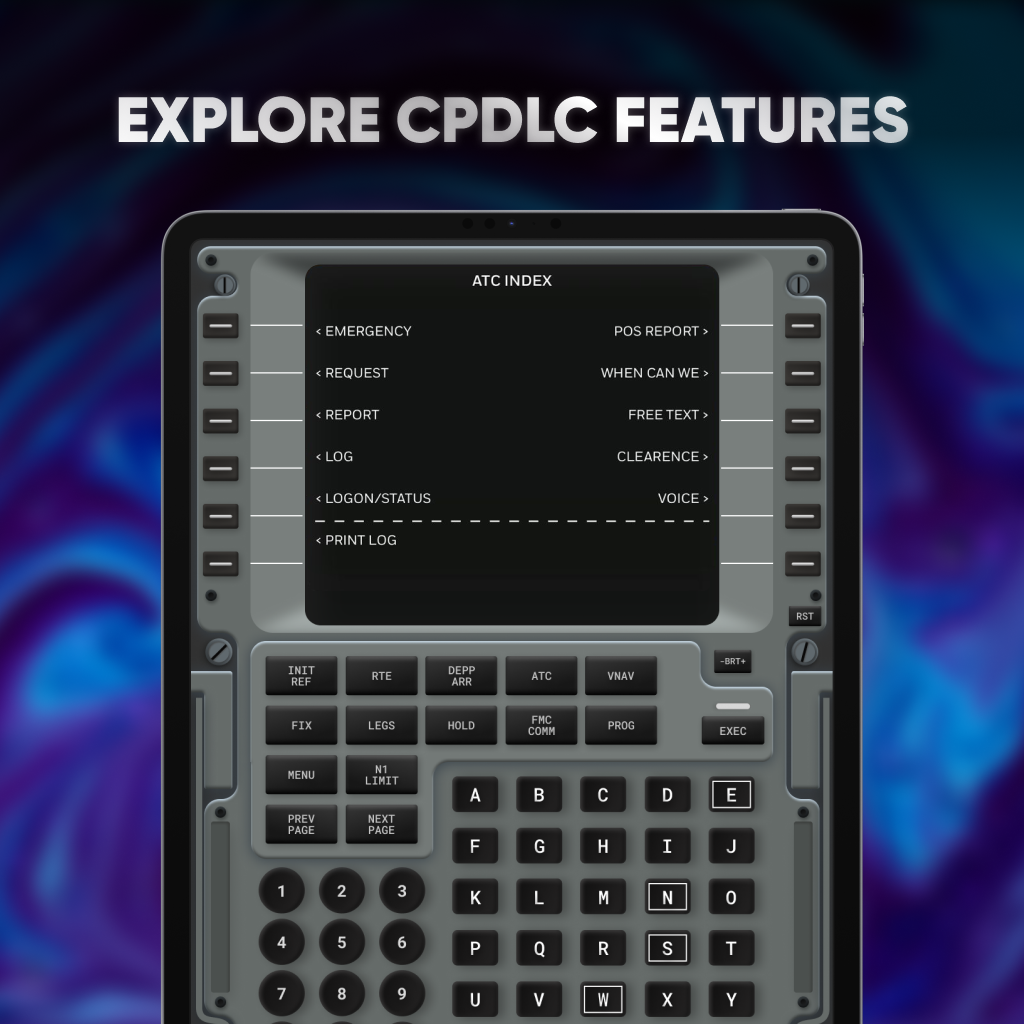 EXPLORE CPDLC FEATURES
ATC INDEX
< EMERGENCY POS REPORT >
< REQUEST WHEN CAN WE >
< REPORT FREE TEXT >
< LOG CLEARENCE >
< LOGON/STATUS VOICE >
< PRINT LOG
RST
-BRT+
INIT REF RTE DEPP ARR ATC VNAV
FIX LEGS HOLD FMC COMM PROG EXEC
MENU N1 LIMIT
PREV PAGE NEXT PAGE
A B C D E
F G H I J
K L M N O
P Q R S T
U V W X Y
1 2 3
4 5 6
7 8 9